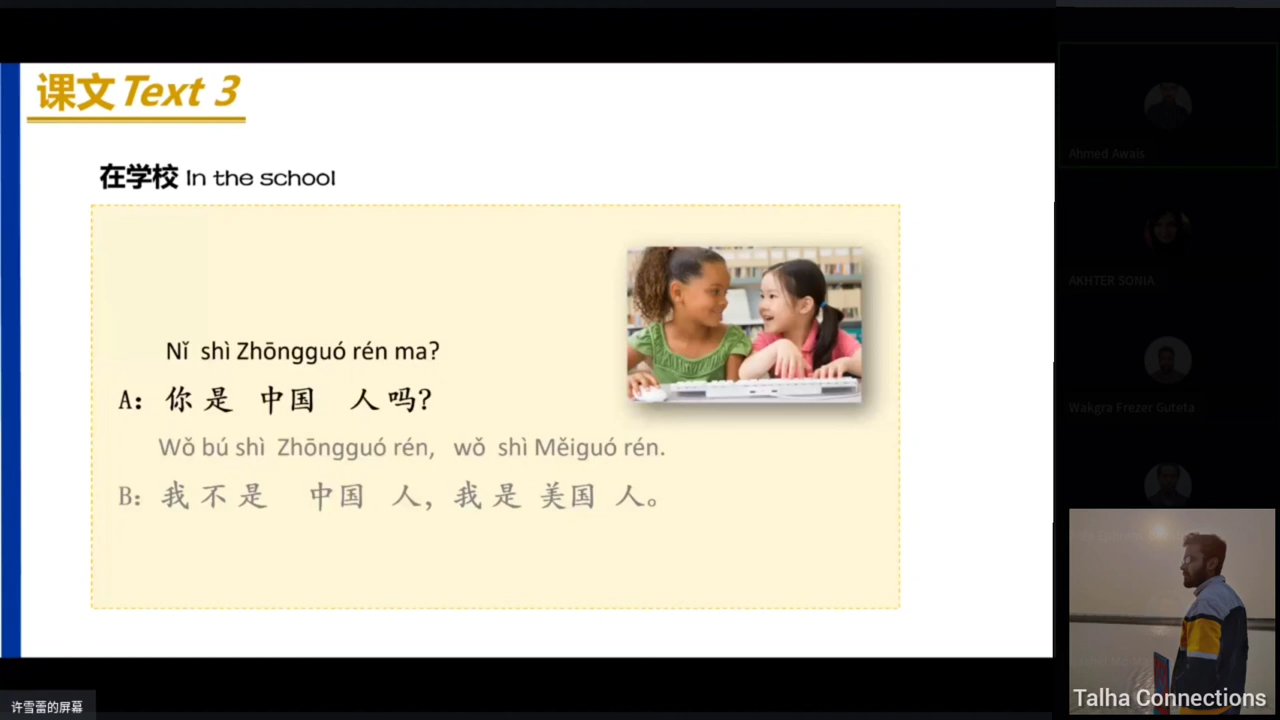 课文 Text 3
在学校 In the school
Nǐ shì Zhōngguó rén ma?
A: 你是 中国 人吗?
Wǒ bú shì Zhōngguó rén, wǒ shì Měiguó rén.
B: 我不是 中国 人, 我是 美国 人。
Ahmed Awais
AKHTER SONIA
Wakgra Frezer Guteta
Talha Connections
许雪蕾的屏幕